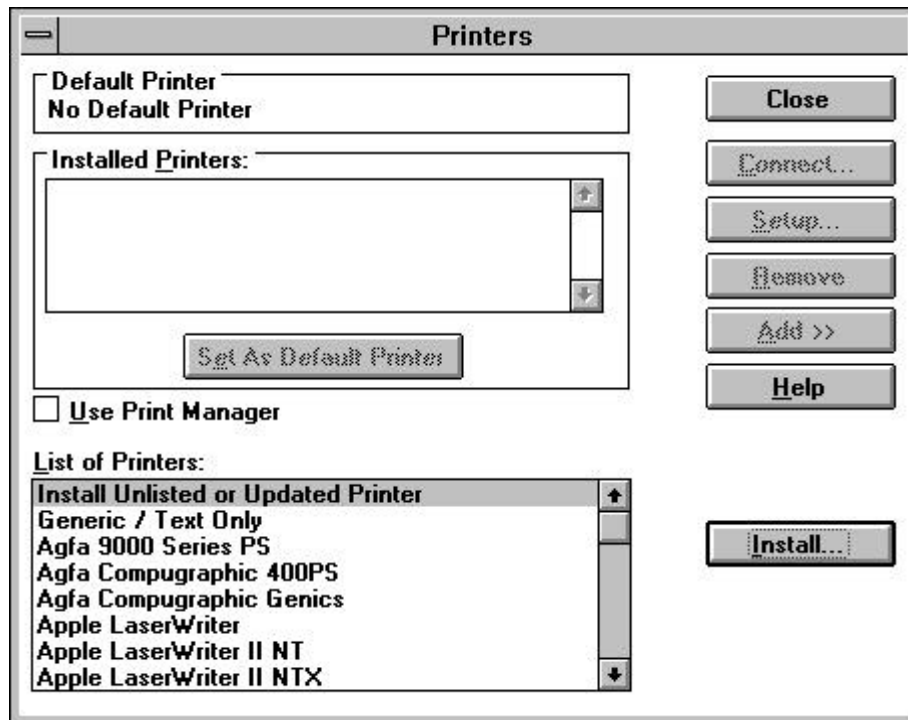 Printers
Default Printer
No Default Printer
Close
Installed Printers:
Connect...
Setup...
Remove
Add >>
Set As Default Printer
Help
Use Print Manager
List of Printers:
Install Unlisted or Updated Printer
Generic / Text Only
Agfa 9000 Series PS
Agfa Compugraphic 400PS
Agfa Compugraphic Genics
Apple LaserWriter
Apple LaserWriter II NT
Apple LaserWriter II NTX
Install...